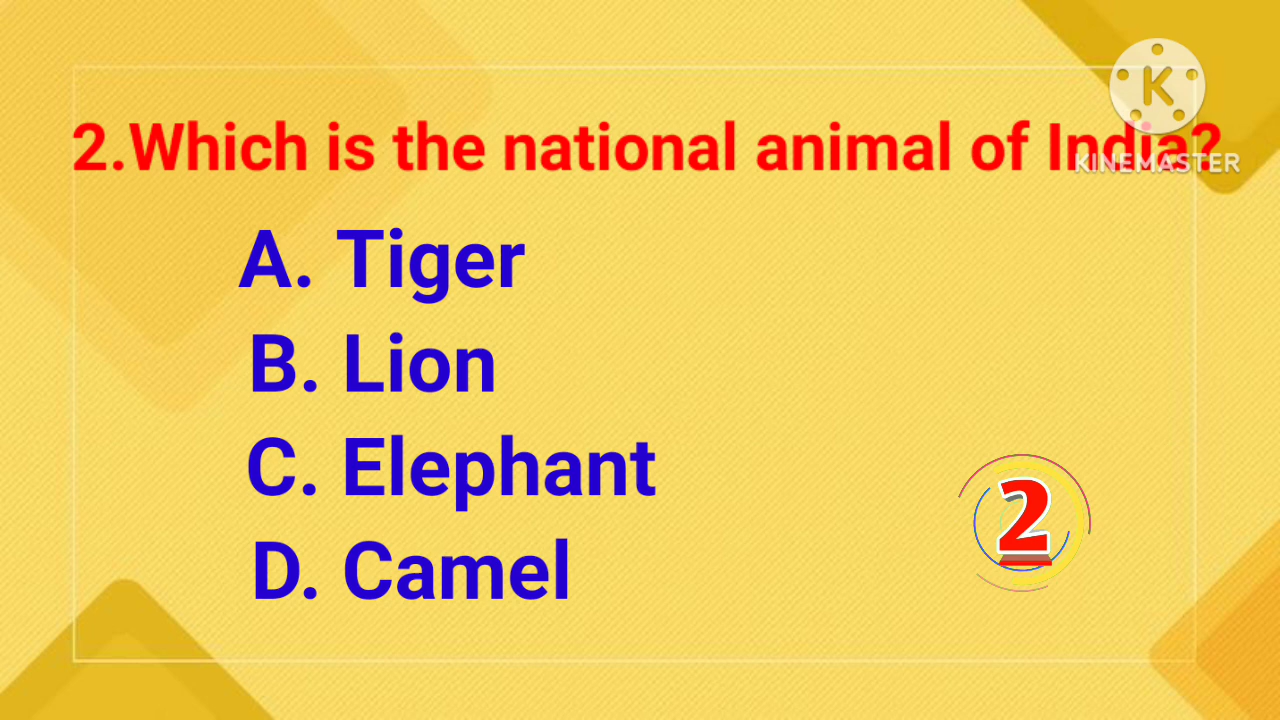 2.Which is the national animal of India?
K
KINEMASTER
A. Tiger
B. Lion
C. Elephant
D. Camel
2